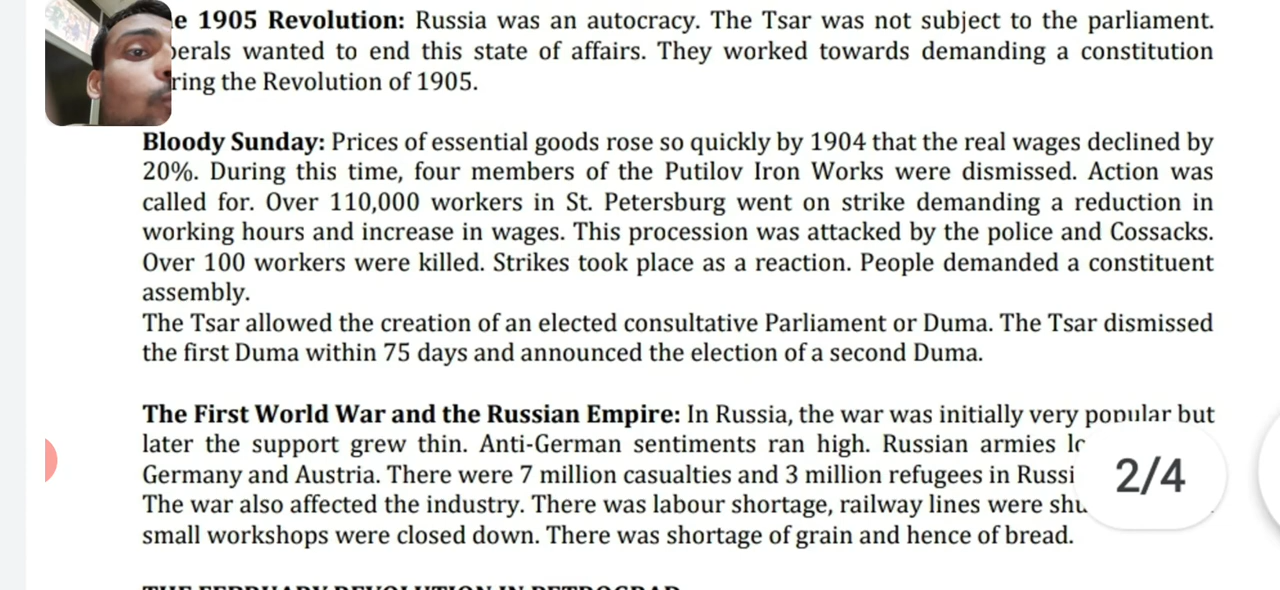 e 1905 Revolution: Russia was an autocracy. The Tsar was not subject to the parliament.
erals wanted to end this state of affairs. They worked towards demanding a constitution
ring the Revolution of 1905.
Bloody Sunday: Prices of essential goods rose so quickly by 1904 that the real wages declined by
20%. During this time, four members of the Putilov Iron Works were dismissed. Action was
called for. Over 110,000 workers in St. Petersburg went on strike demanding a reduction in
working hours and increase in wages. This procession was attacked by the police and Cossacks.
Over 100 workers were killed. Strikes took place as a reaction. People demanded a constituent
assembly.
The Tsar allowed the creation of an elected consultative Parliament or Duma. The Tsar dismissed
the first Duma within 75 days and announced the election of a second Duma.
The First World War and the Russian Empire: In Russia, the war was initially very popular but
later the support grew thin. Anti-German sentiments ran high. Russian armies
Germany and Austria. There were 7 million casualties and 3 million refugees in Russi
2/4
The war also affected the industry. There was labour shortage, railway lines were
small workshops were closed down. There was shortage of grain and hence of bread.
THE FEBRUARY REVOLUTION IN PETROGRAD